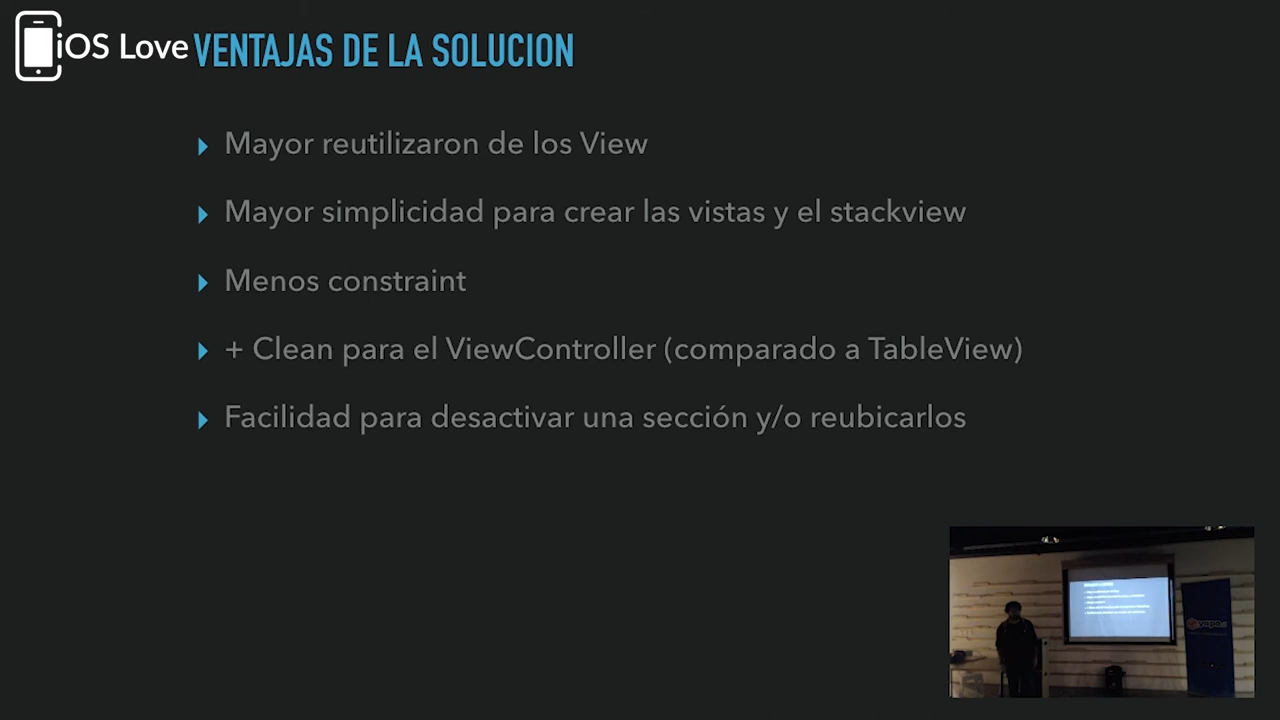 iOS Love
VENTAJAS DE LA SOLUCION
Mayor reutilizaron de los View
Mayor simplicidad para crear las vistas y el stackview
Menos constraint
+ Clean para el ViewController (comparado a TableView)
Facilidad para desactivar una sección y/o reubicarlos